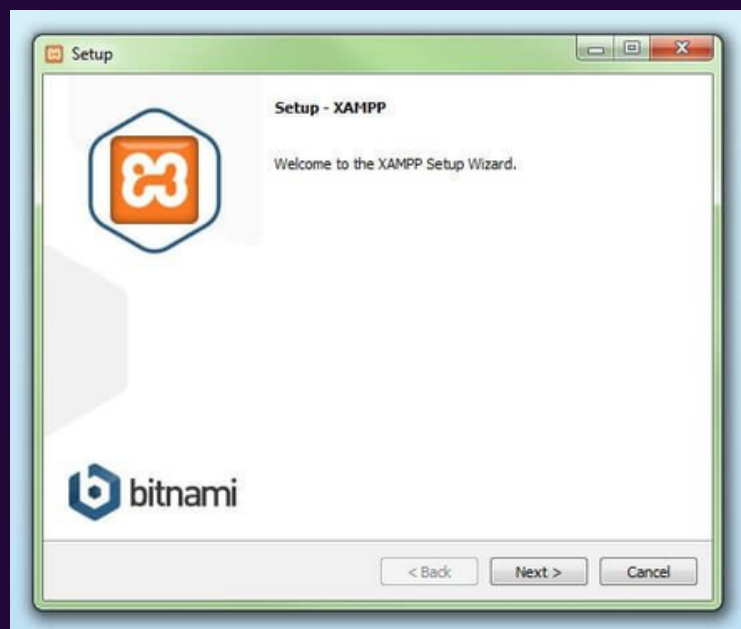 Setup
Setup - XAMPP
Welcome to the XAMPP Setup Wizard.
bitnami
< Back Next > Cancel